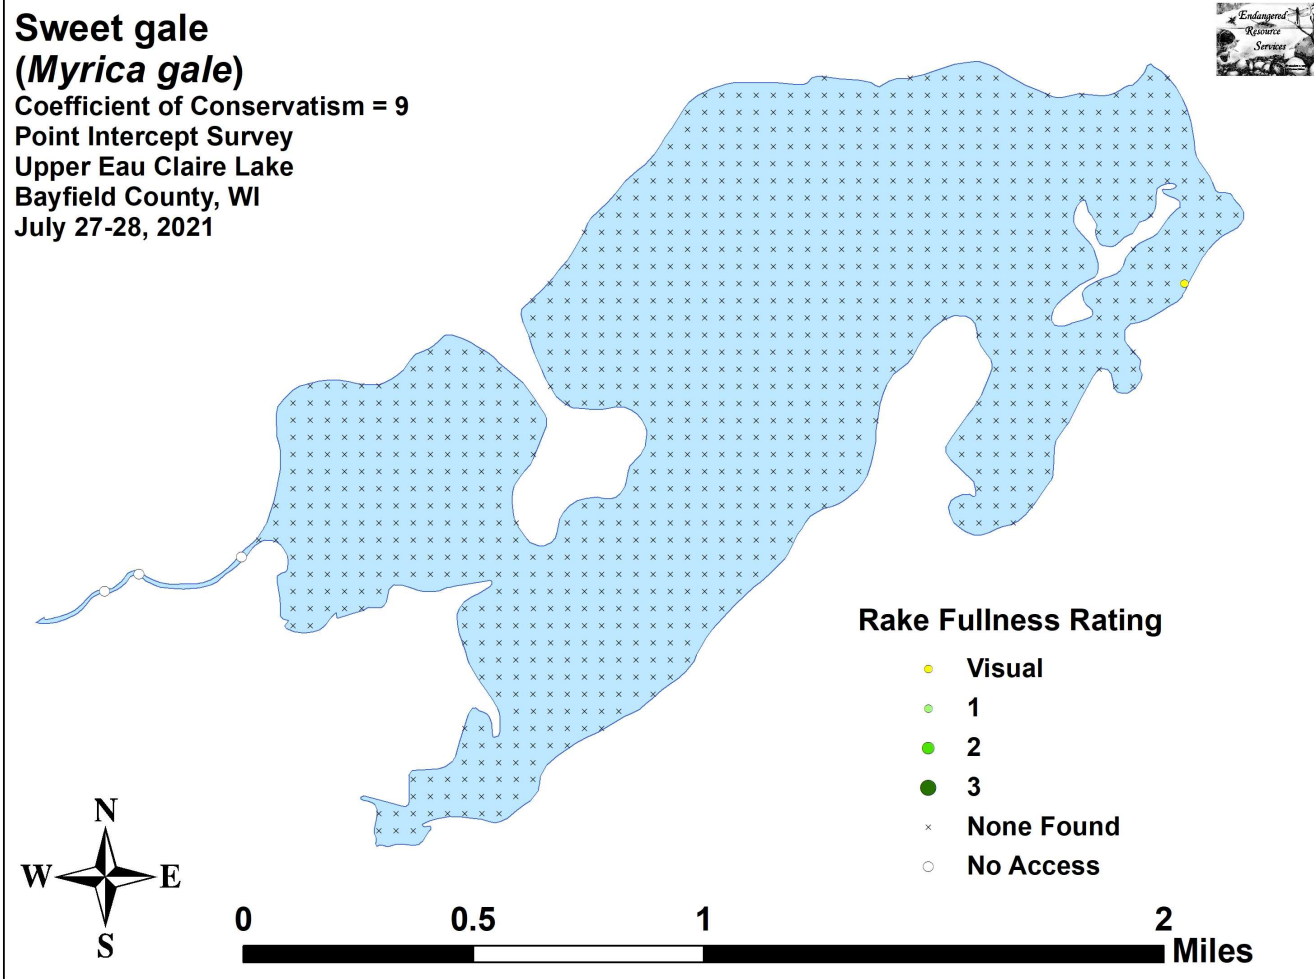 Sweet gale
(Myrica gale)
Coefficient of Conservatism = 9
Point Intercept Survey
Upper Eau Claire Lake
Bayfield County, WI
July 27-28, 2021
Endangered
Resource
Services
Rake Fullness Rating
Visual
1
2
3
None Found
No Access
N
W E
S
0 0.5 1 2
Miles